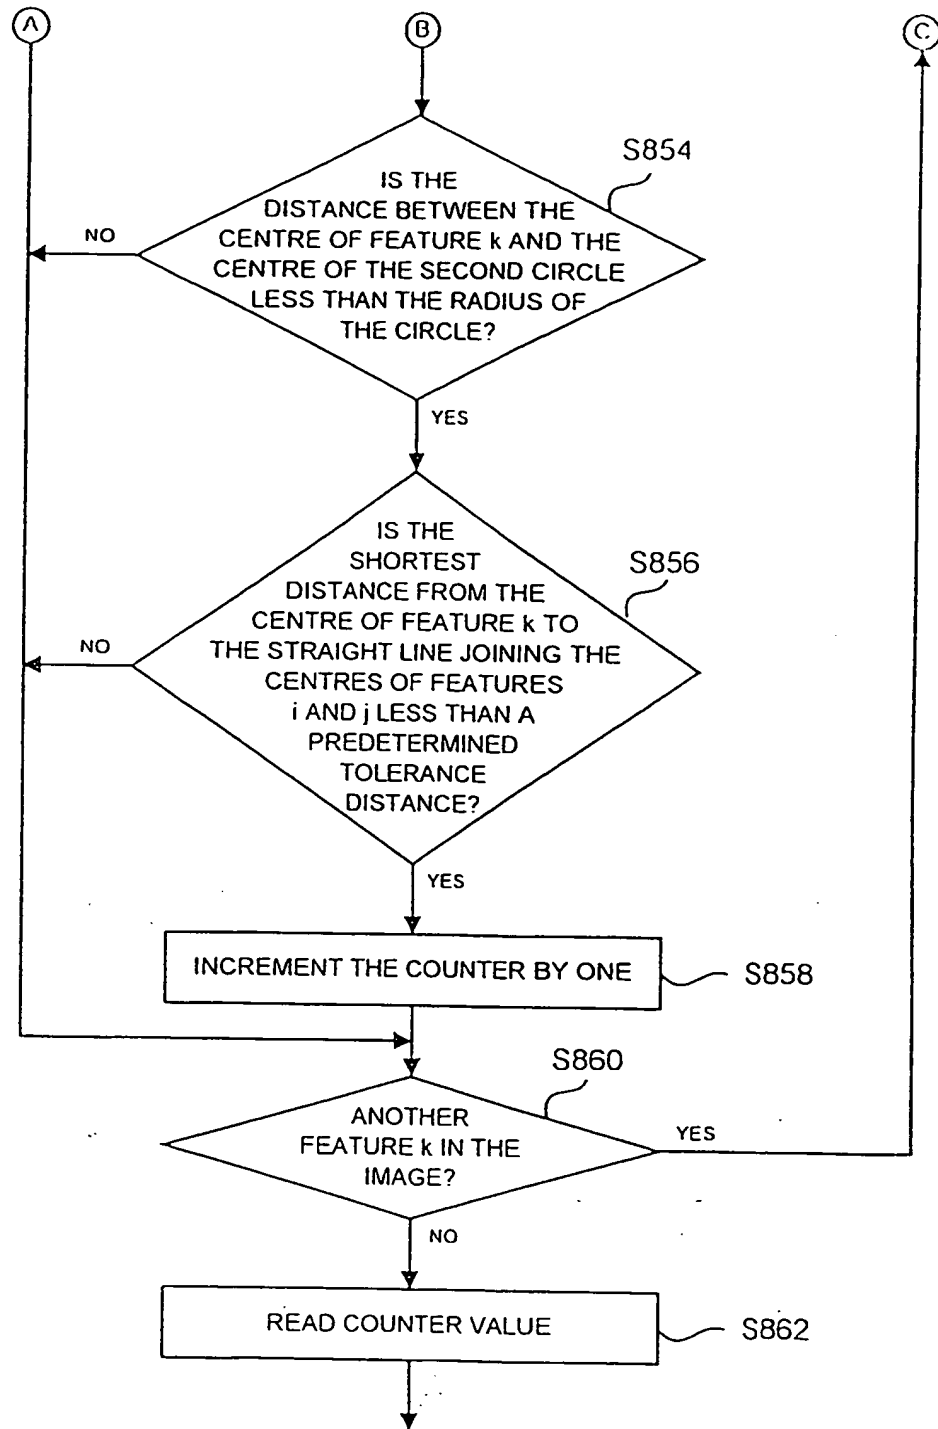 A
B
C
S854
IS THE
DISTANCE BETWEEN THE
CENTRE OF FEATURE k AND THE
CENTRE OF THE SECOND CIRCLE
LESS THAN THE RADIUS OF
THE CIRCLE?
NO
YES
S856
IS THE
SHORTEST
DISTANCE FROM THE
CENTRE OF FEATURE k TO
THE STRAIGHT LINE JOINING THE
CENTRES OF FEATURES
i AND j LESS THAN A
PREDETERMINED
TOLERANCE
DISTANCE?
NO
YES
INCREMENT THE COUNTER BY ONE
S858
S860
ANOTHER
FEATURE k IN THE
IMAGE?
YES
NO
READ COUNTER VALUE
S862